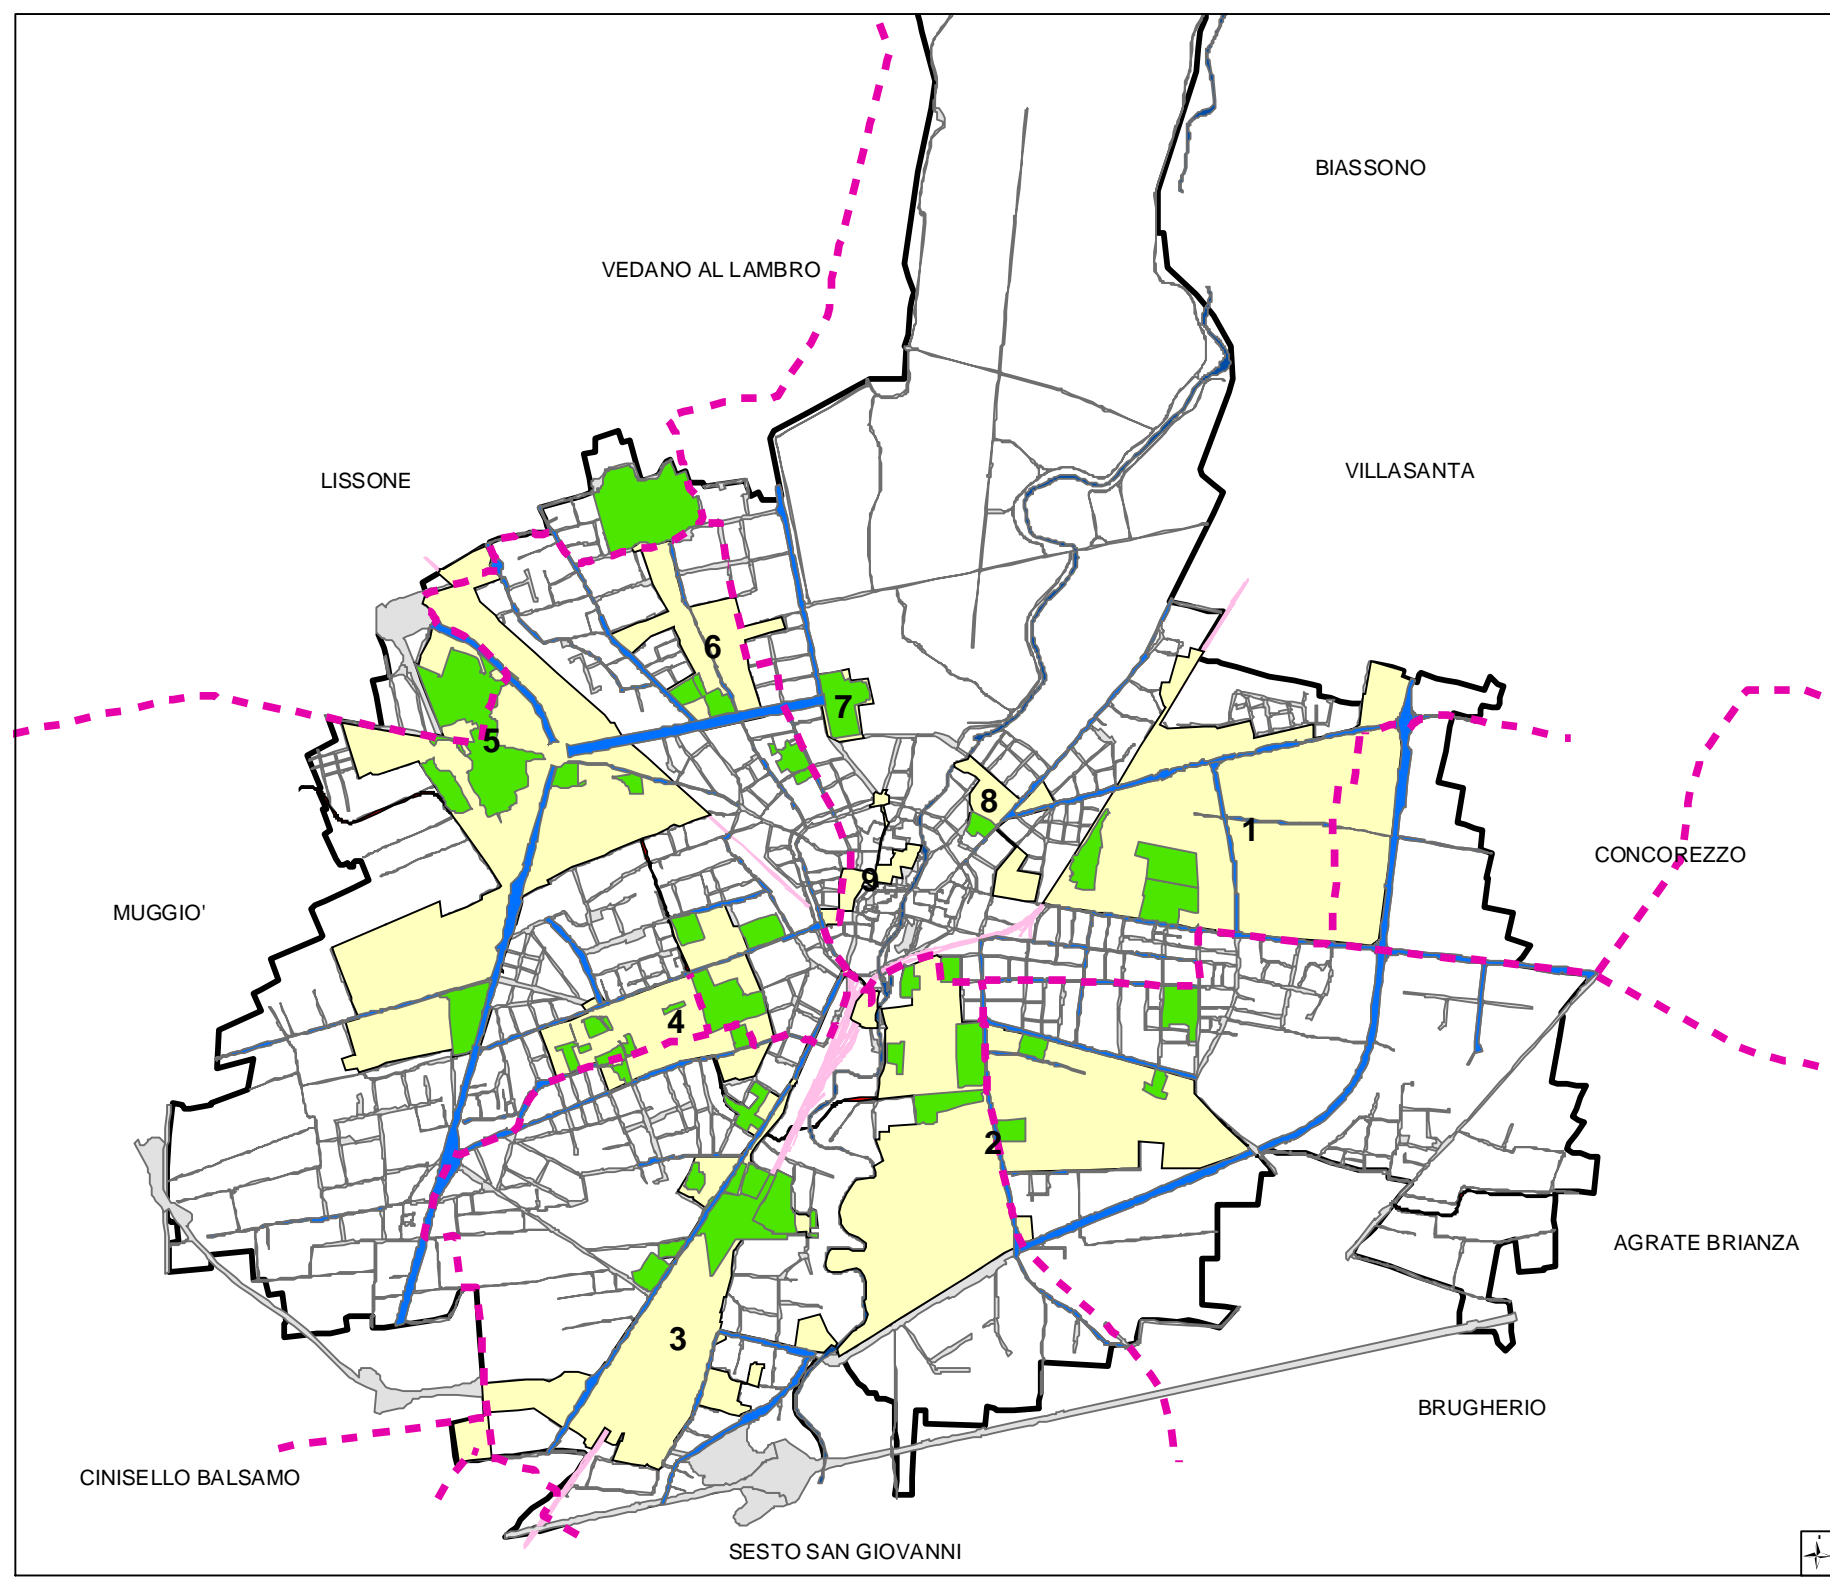 BIASSONO
VEDANO AL LAMBRO
LISSONE
VILLASANTA
6
7
5
8
1
CONCOREZZO
9
MUGGIO'
4
2
AGRATE BRIANZA
3
BRUGHERIO
CINISELLO BALSAMO
SESTO SAN GIOVANNI